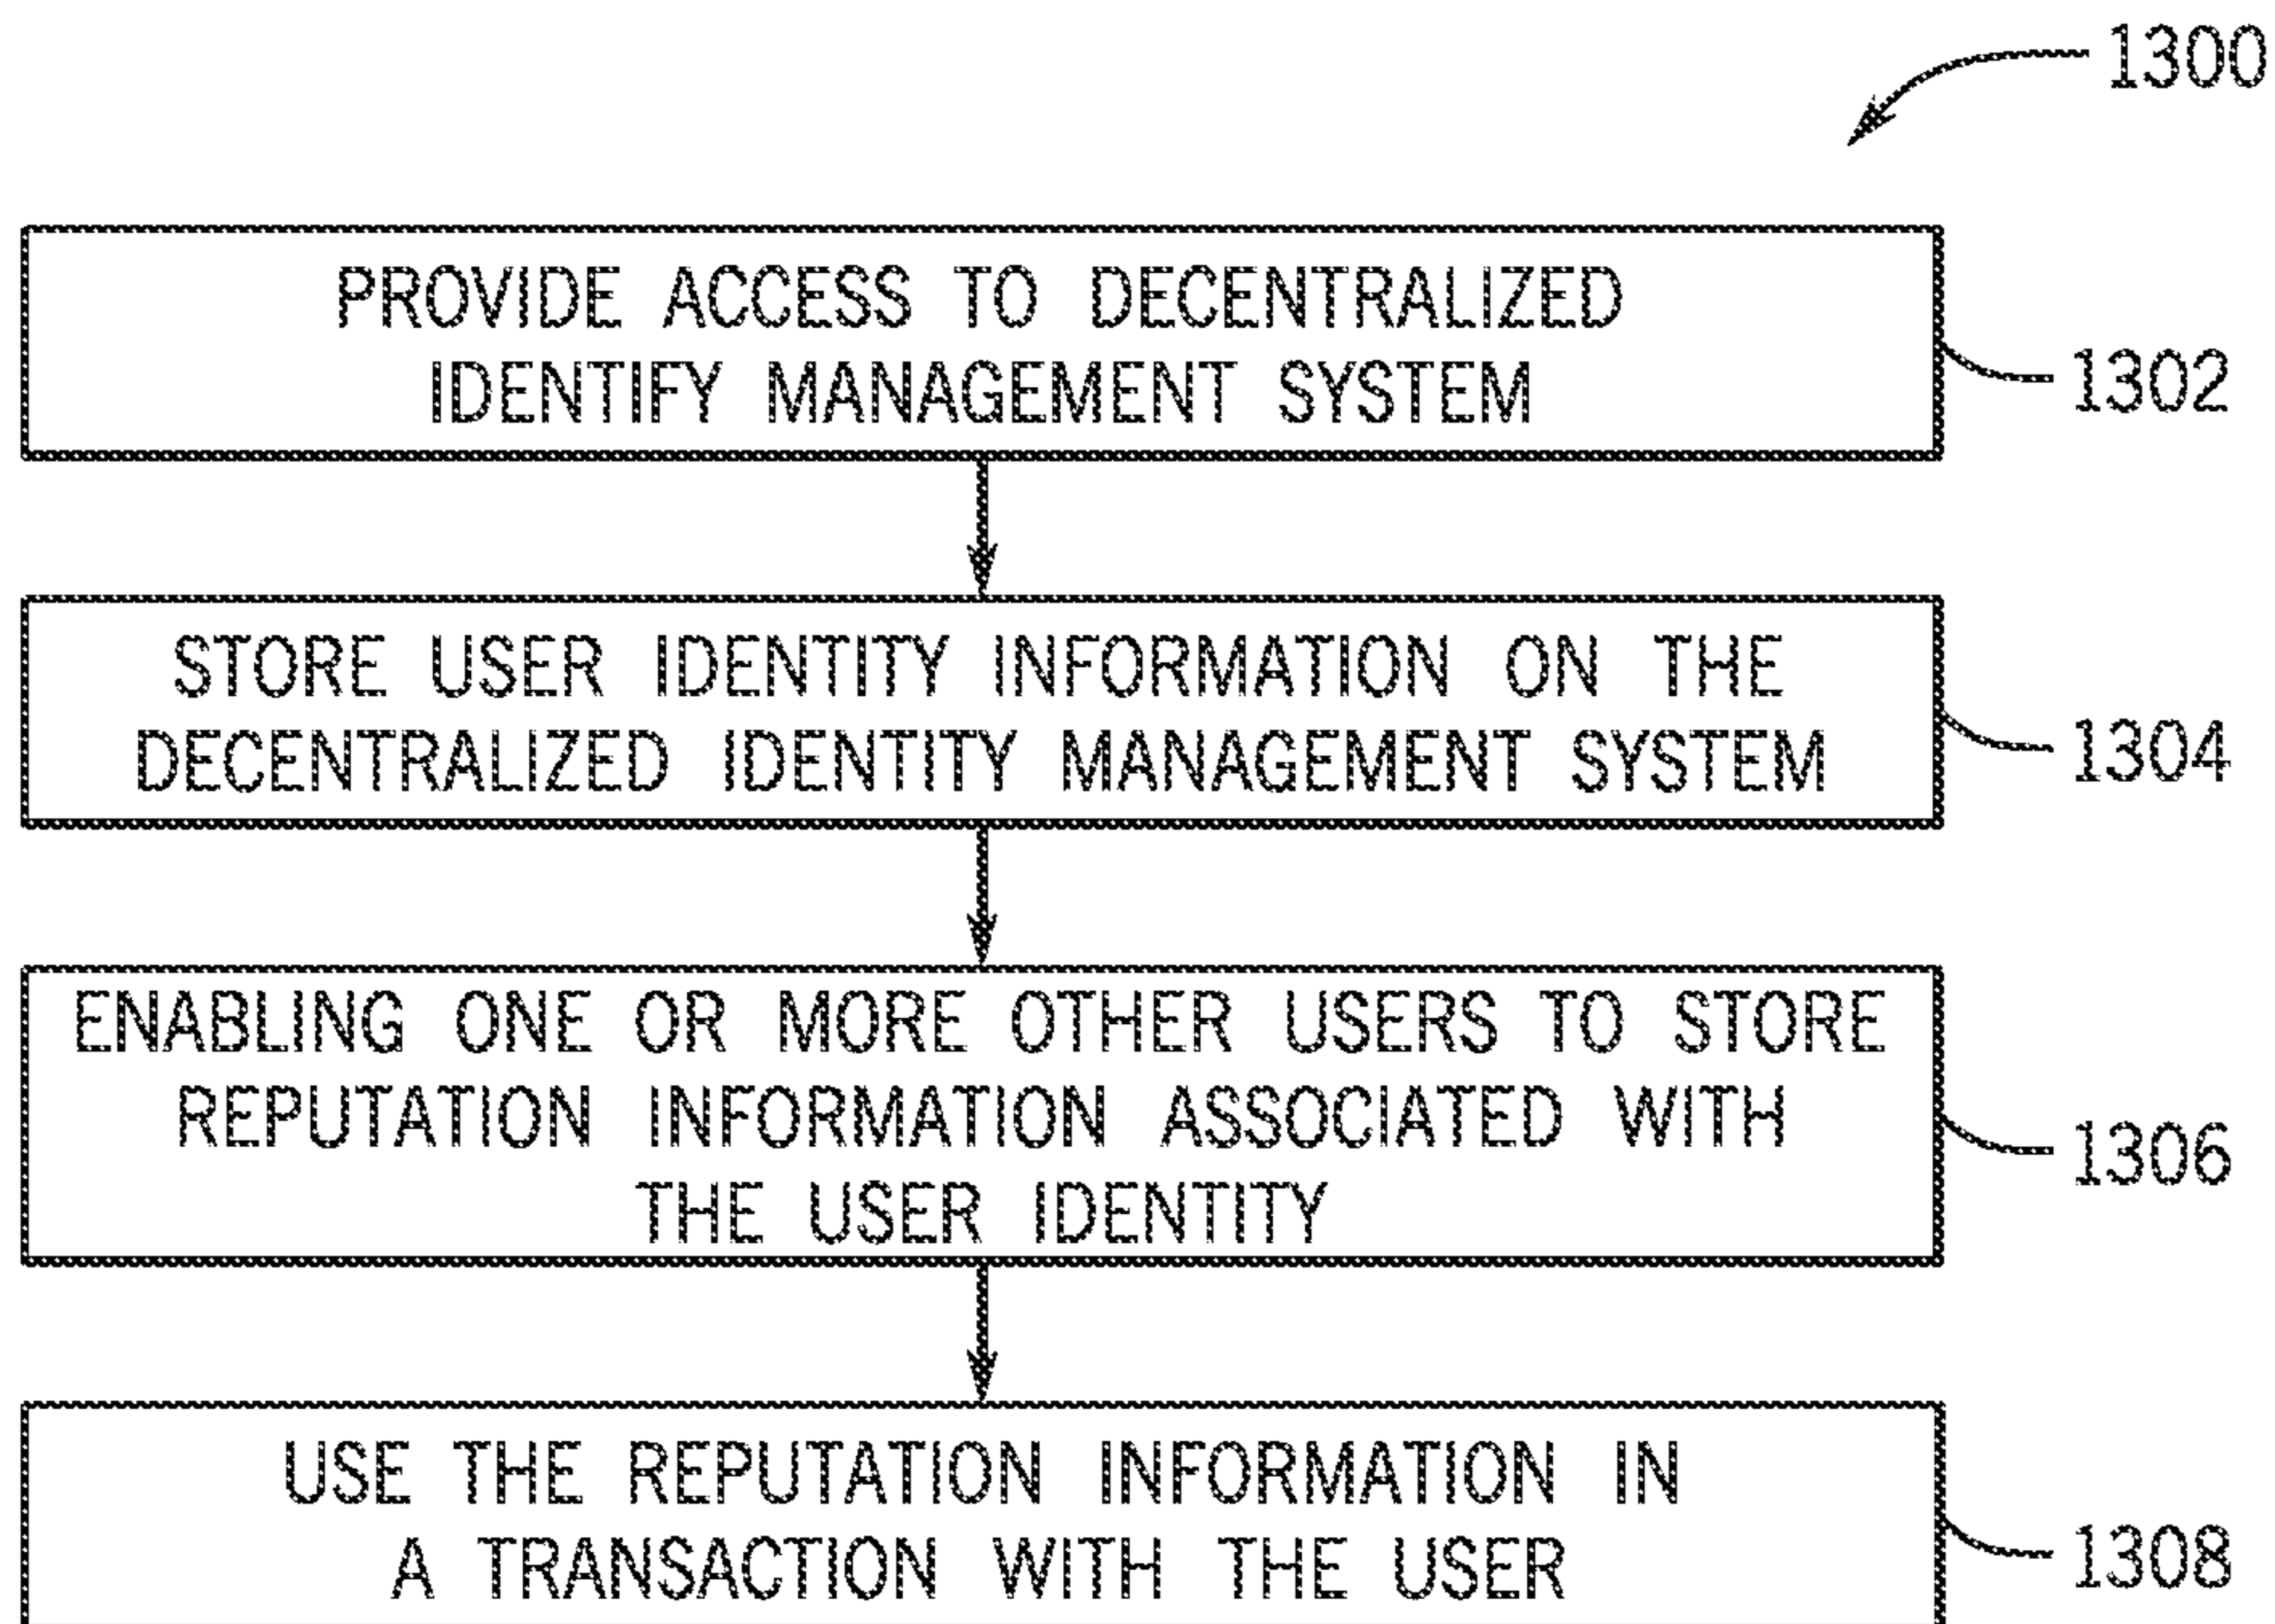 1300
PROVIDE ACCESS TO DECENTRALIZED
IDENTIFY MANAGEMENT SYSTEM
1302
STORE USER IDENTITY INFORMATION ON THE
DECENTRALIZED IDENTITY MANAGEMENT SYSTEM
1304
ENABLING ONE OR MORE OTHER USERS TO STORE
REPUTATION INFORMATION ASSOCIATED WITH
THE USER IDENTITY
1306
USE THE REPUTATION INFORMATION IN
A TRANSACTION WITH THE USER
1308